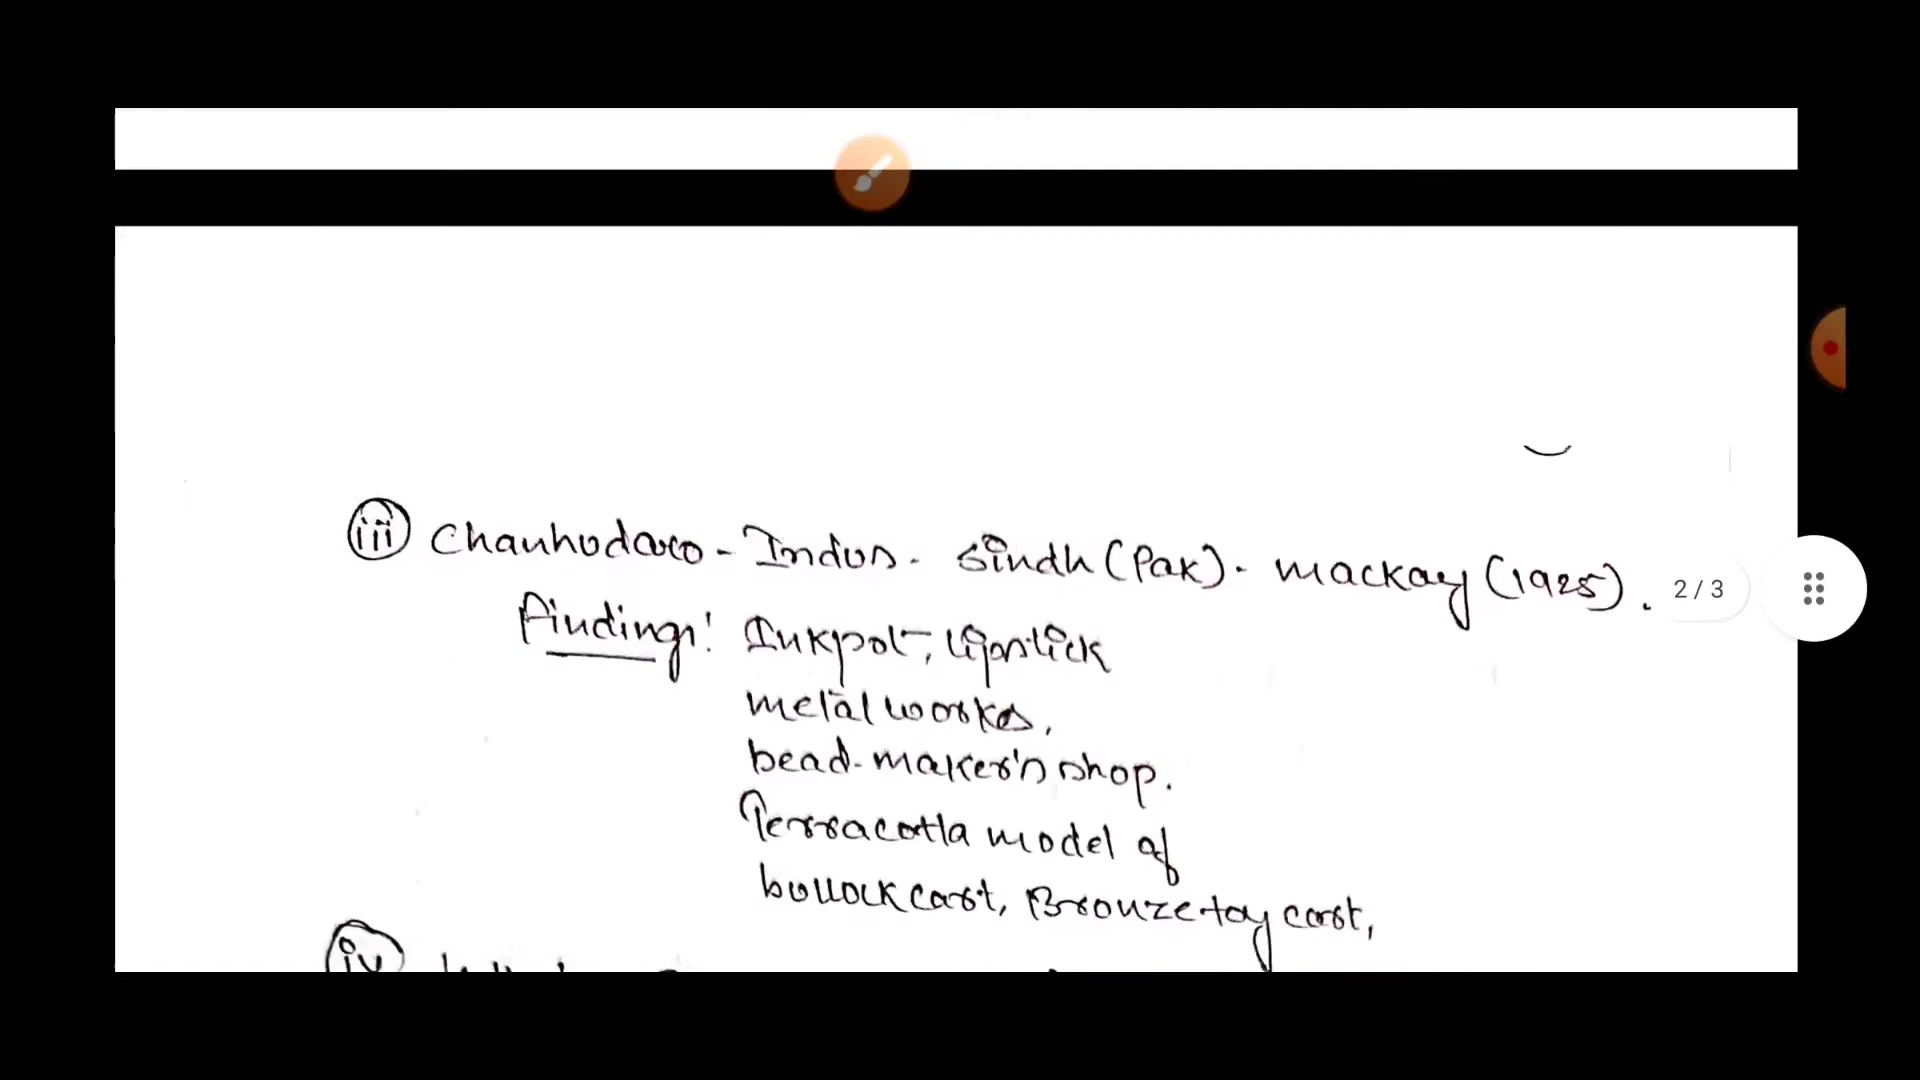 iii Chanhudaro - Indus. Sindh (Pak). Mackay (1925).
2 / 3
Findings: Inkpot, Lipstick
metal works,
bead-maker's shop.
Terracotta model of
bullock cart, Bronze toy cart,
iv